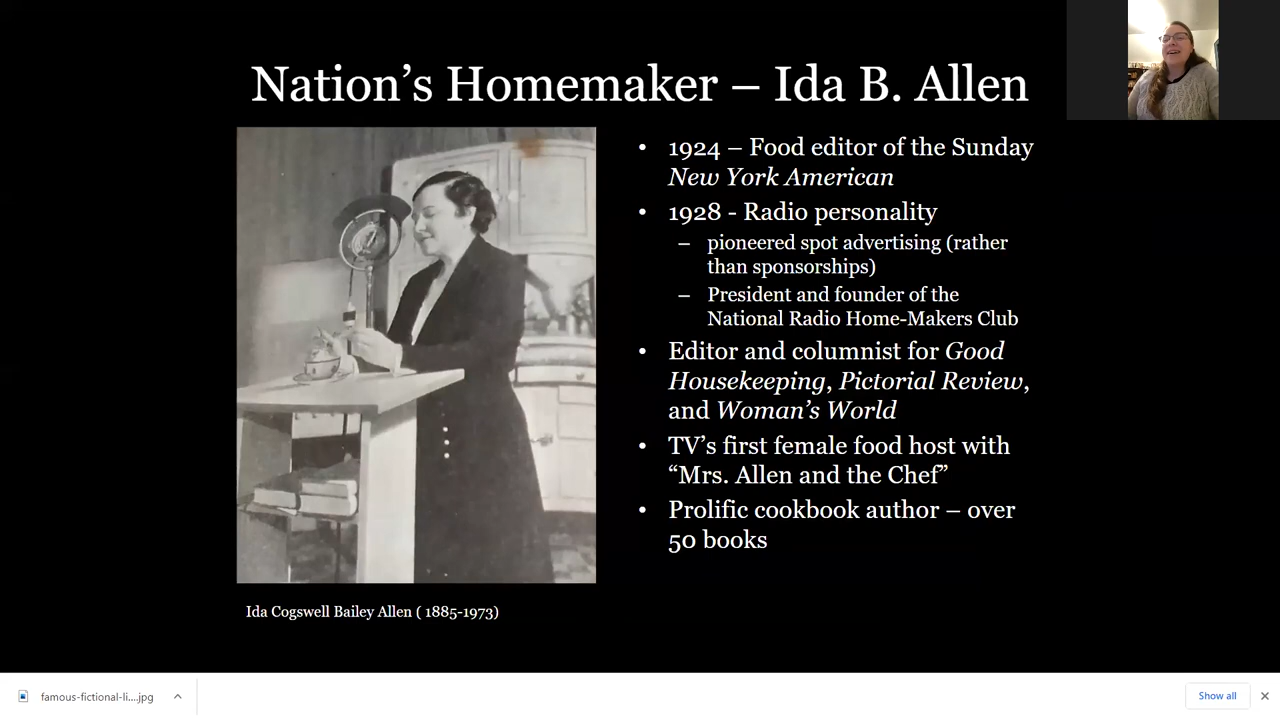 Nation’s Homemaker – Ida B. Allen
• 1924 – Food editor of the Sunday
New York American
• 1928 - Radio personality
– pioneered spot advertising (rather
than sponsorships)
– President and founder of the
National Radio Home-Makers Club
• Editor and columnist for Good
Housekeeping, Pictorial Review,
and Woman’s World
• TV’s first female food host with
“Mrs. Allen and the Chef”
• Prolific cookbook author – over
50 books
Ida Cogswell Bailey Allen ( 1885-1973)
famous-fictional-li....jpg
Show all